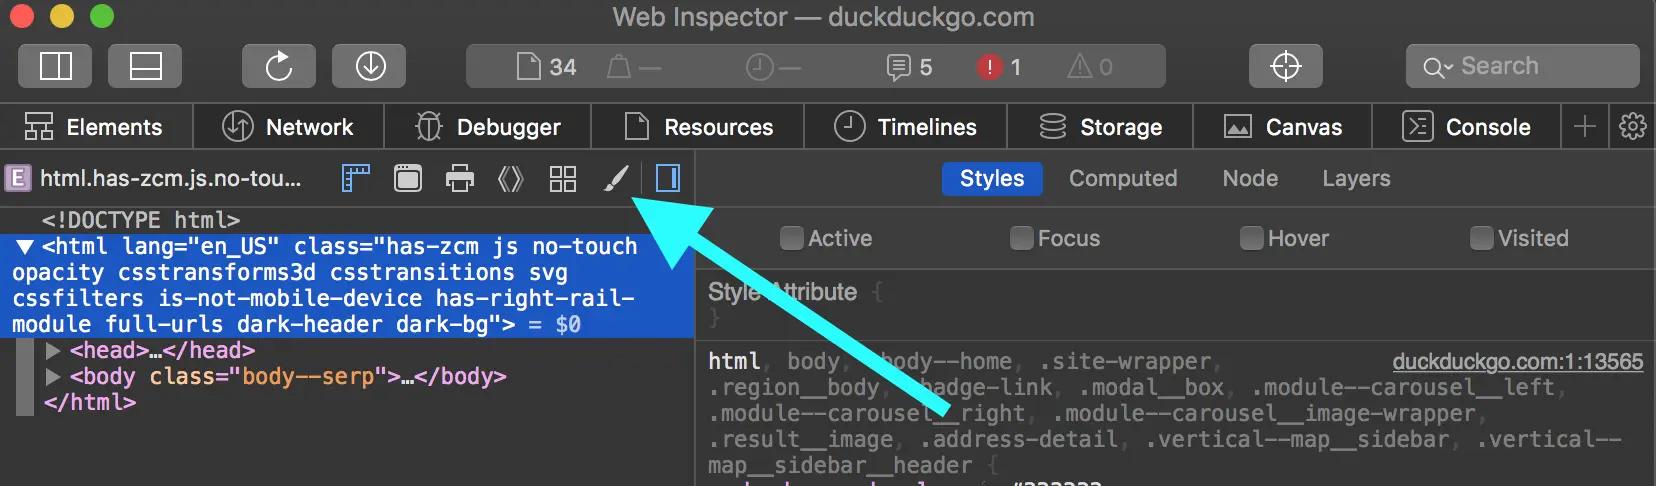 Web Inspector — duckduckgo.com
34 — — 5 1 0 Search
Elements Network Debugger Resources Timelines Storage Canvas Console
E html.has-zcm.js.no-tou... Styles Computed Node Layers
<!DOCTYPE html>
<html lang="en_US" class="has-zcm js no-touch
opacity csstransforms3d csstransitions svg
cssfilters is-not-mobile-device has-right-rail-
module full-urls dark-header dark-bg"> = $0
<head>…</head>
<body class="body--serp">…</body>
</html>
Active Focus Hover Visited
Style Attribute {
}
html, body, body--home, .site-wrapper, duckduckgo.com:1:13565
.region__body, badge-link, .modal__box, .module--carousel__left,
.module--carousel__right, .module--carousel__image-wrapper,
.result__image, .address-detail, .vertical--map__sidebar, .vertical--
map__sidebar__header {